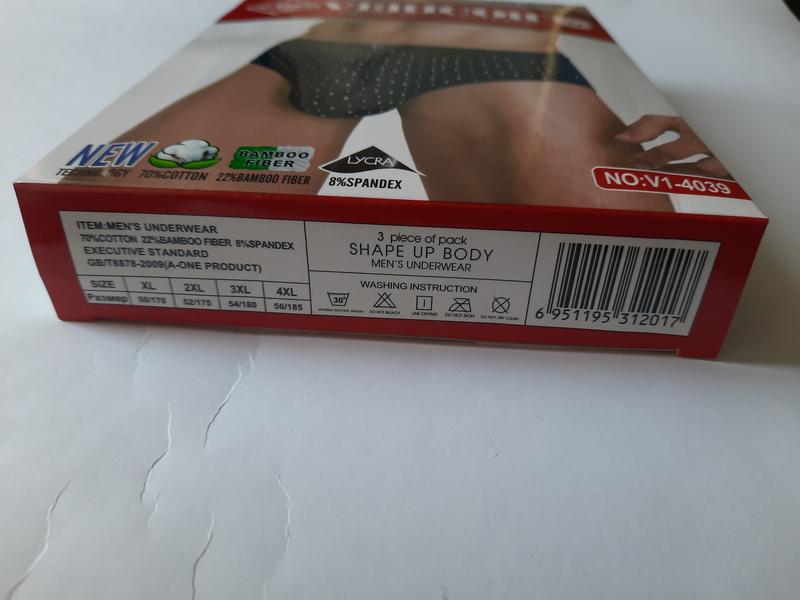 NEW
TECHNOLOGY
70%COTTON
BAMBOO
FIBER
22%BAMBOO FIBER
LYCRA
8%SPANDEX
NO:V1-4039
ITEM:MEN'S UNDERWEAR
70%COTTON 22%BAMBOO FIBER 8%SPANDEX
EXECUTIVE STANDARD
GB/T8878-2009(A-ONE PRODUCT)
SIZE XL 2XL 3XL 4XL
Размер 50/170 52/175 54/180 56/185
3 piece of pack
SHAPE UP BODY
MEN'S UNDERWEAR
WASHING INSTRUCTION
30°
WARM WATER WASH DO NOT BLEACH LINE DRYING DO NOT IRON DO NOT DRY CLEAN
6 951195 312017